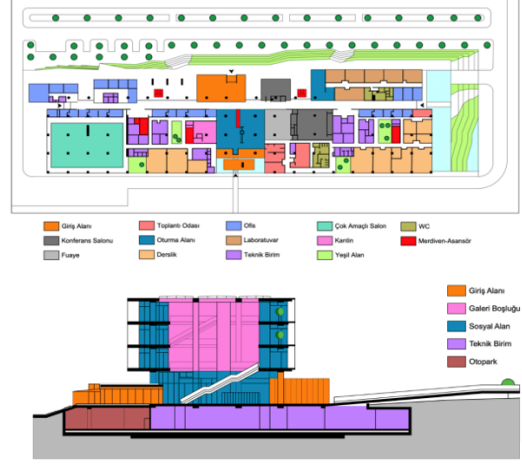 Giriş Alanı
Toplantı Odası
Ofis
Çok Amaçlı Salon
WC
Konferans Salonu
Oturma Alanı
Laboratuvar
Kantin
Merdiven-Asansör
Fuaye
Derslik
Teknik Birim
Yeşil Alan
Giriş Alanı
Galeri Boşluğu
Sosyal Alan
Teknik Birim
Otopark